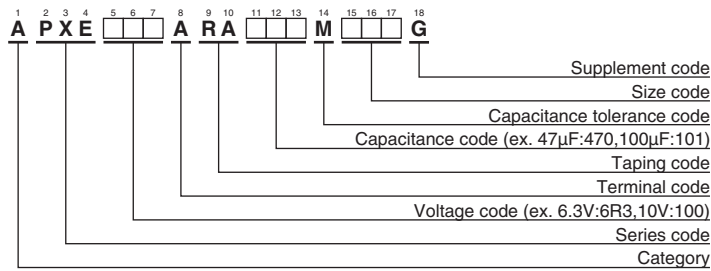 1 2 3 4 5 6 7 8 9 10 11 12 13 14 15 16 17 18
A PXE □□□ A RA □□□ M □□□ G
Supplement code
Size code
Capacitance tolerance code
Capacitance code (ex. 47μF:470,100μF:101)
Taping code
Terminal code
Voltage code (ex. 6.3V:6R3,10V:100)
Series code
Category